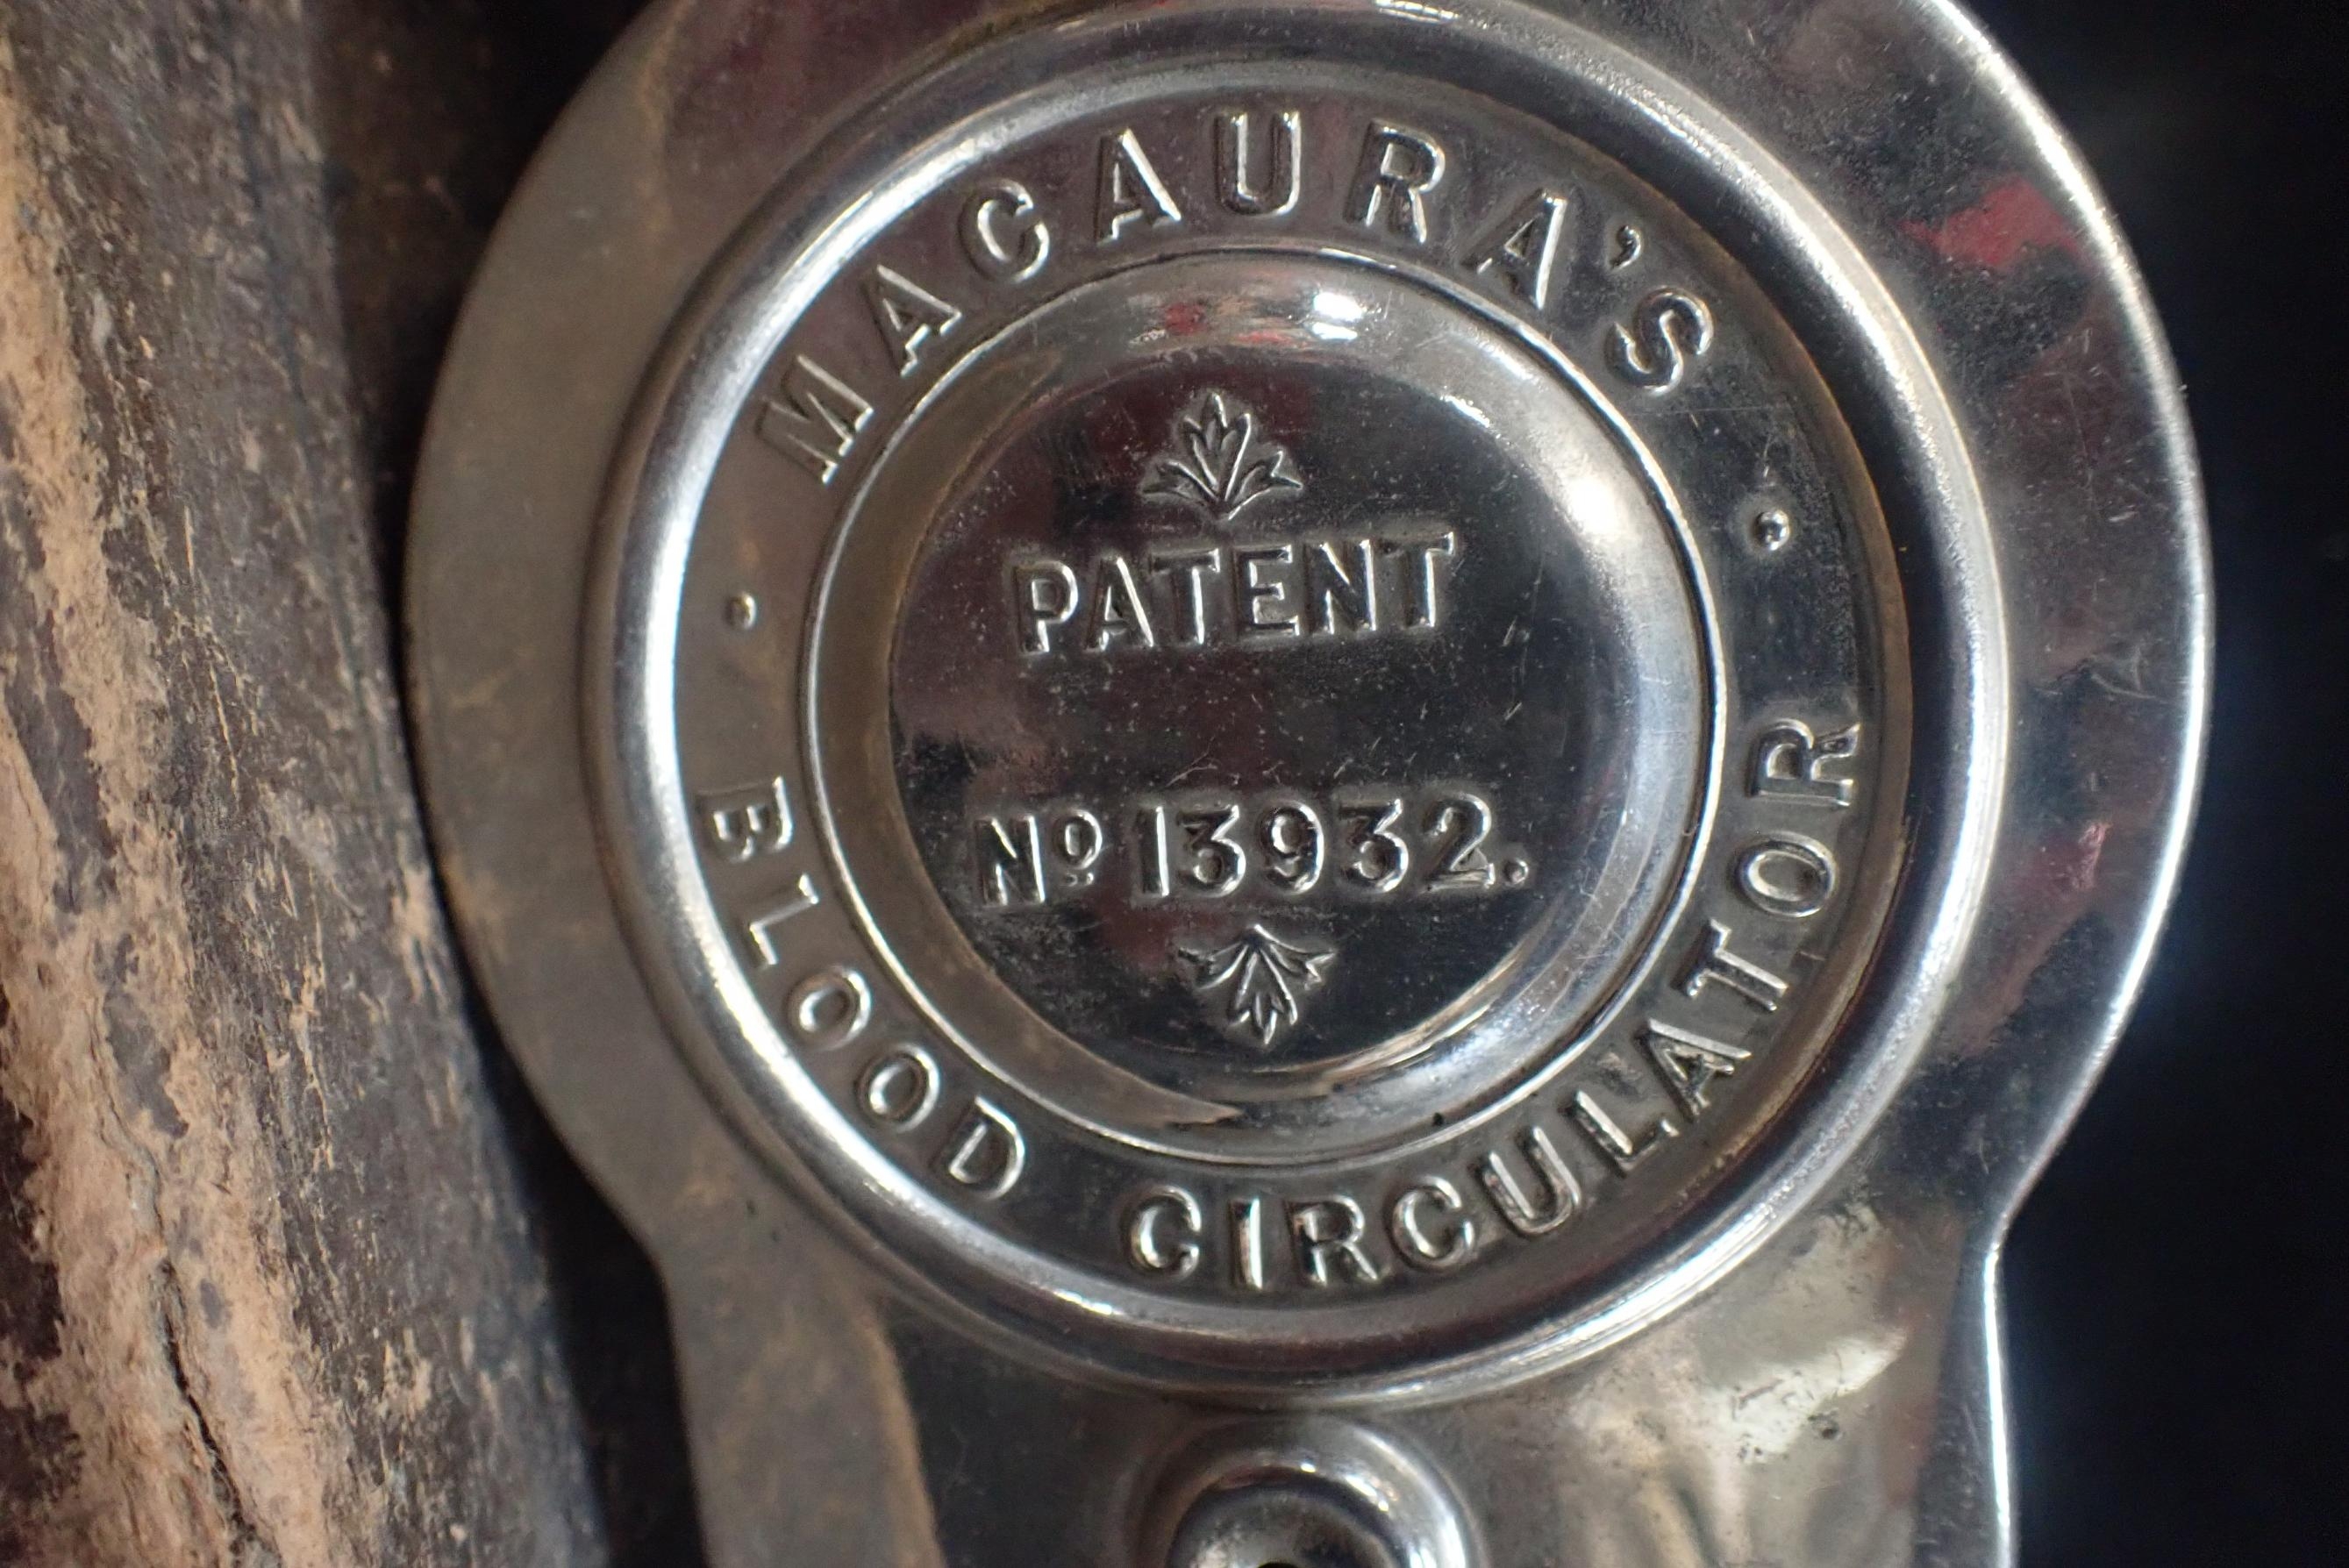 MACAURA'S
PATENT
Nº 13932.
BLOOD CIRCULATOR